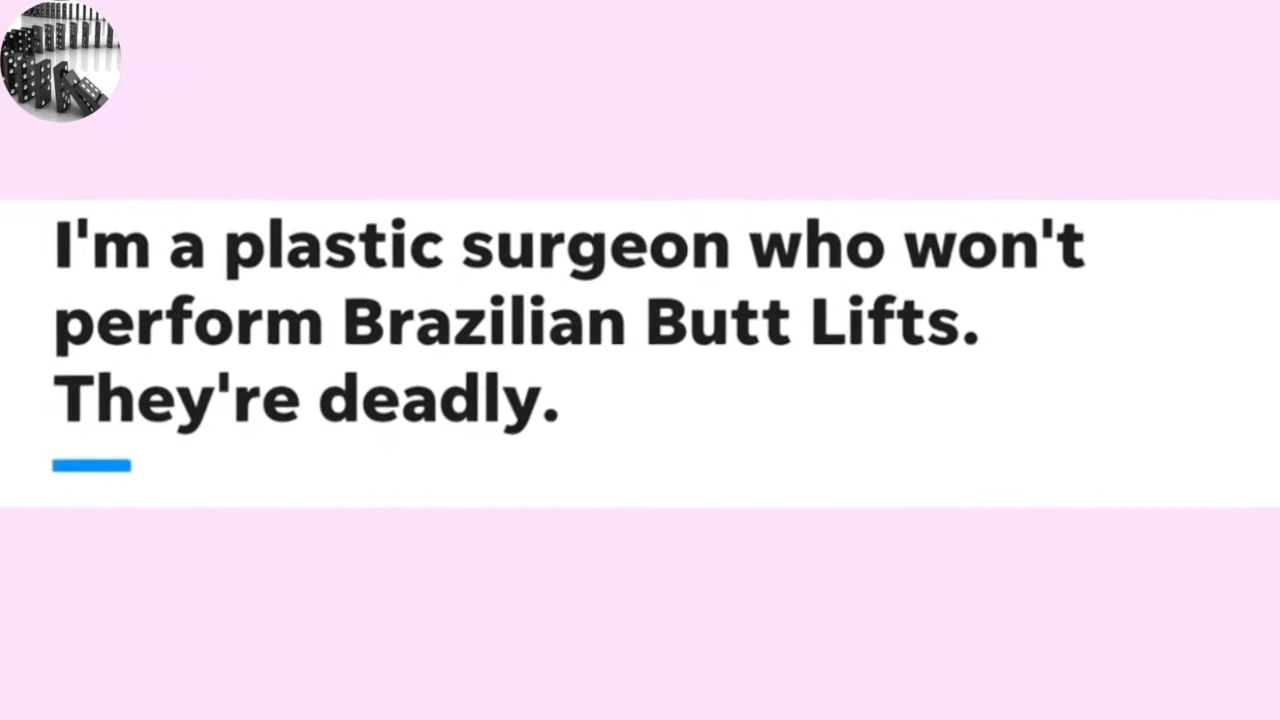 I'm a plastic surgeon who won't
perform Brazilian Butt Lifts.
They're deadly.